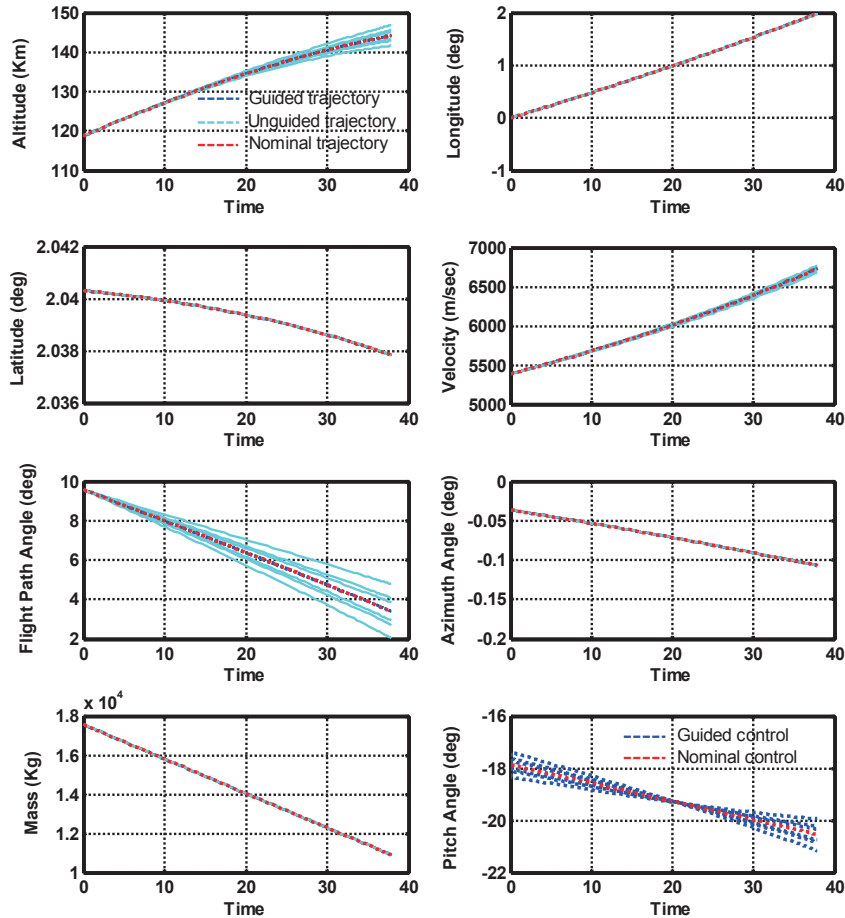 150
140
130
120
110
Altitude (Km)
Guided trajectory
Unguided trajectory
Nominal trajectory
0 10 20 30 40
Time
2
1
0
-1
Longitude (deg)
0 10 20 30 40
Time
2.042
2.04
2.038
2.036
Latitude (deg)
0 10 20 30 40
Time
7000
6500
6000
5500
5000
Velocity (m/sec)
0 10 20 30 40
Time
10
8
6
4
2
Flight Path Angle (deg)
0 10 20 30 40
Time
0
-0.05
-0.1
-0.15
-0.2
Azimuth Angle (deg)
0 10 20 30 40
Time
x 10^4
1.8
1.6
1.4
1.2
1
Mass (Kg)
0 10 20 30 40
Time
-16
-18
-20
-22
Pitch Angle (deg)
Guided control
Nominal control
0 10 20 30 40
Time